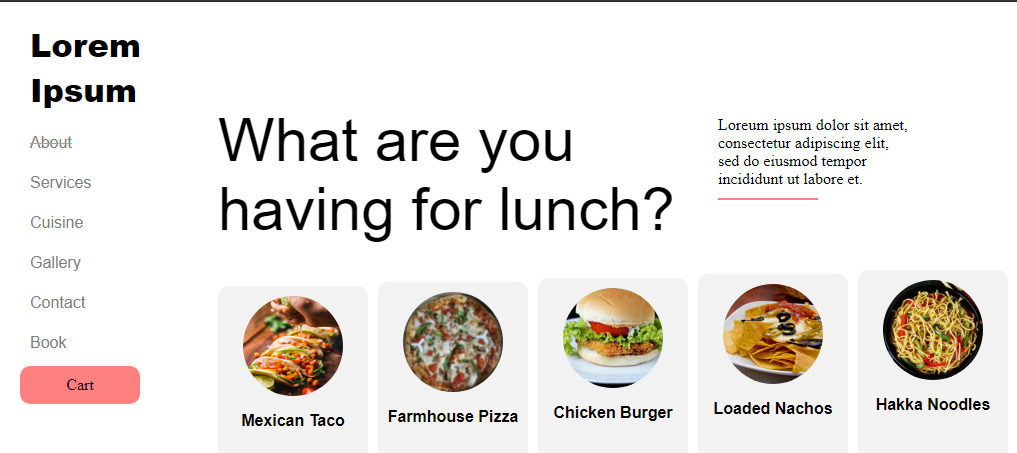 Lorem
Ipsum
About
Services
Cuisine
Gallery
Contact
Book
Cart
What are you
having for lunch?
Loreum ipsum dolor sit amet,
consectetur adipiscing elit,
sed do eiusmod tempor
incididunt ut labore et.
Mexican Taco
Farmhouse Pizza
Chicken Burger
Loaded Nachos
Hakka Noodles